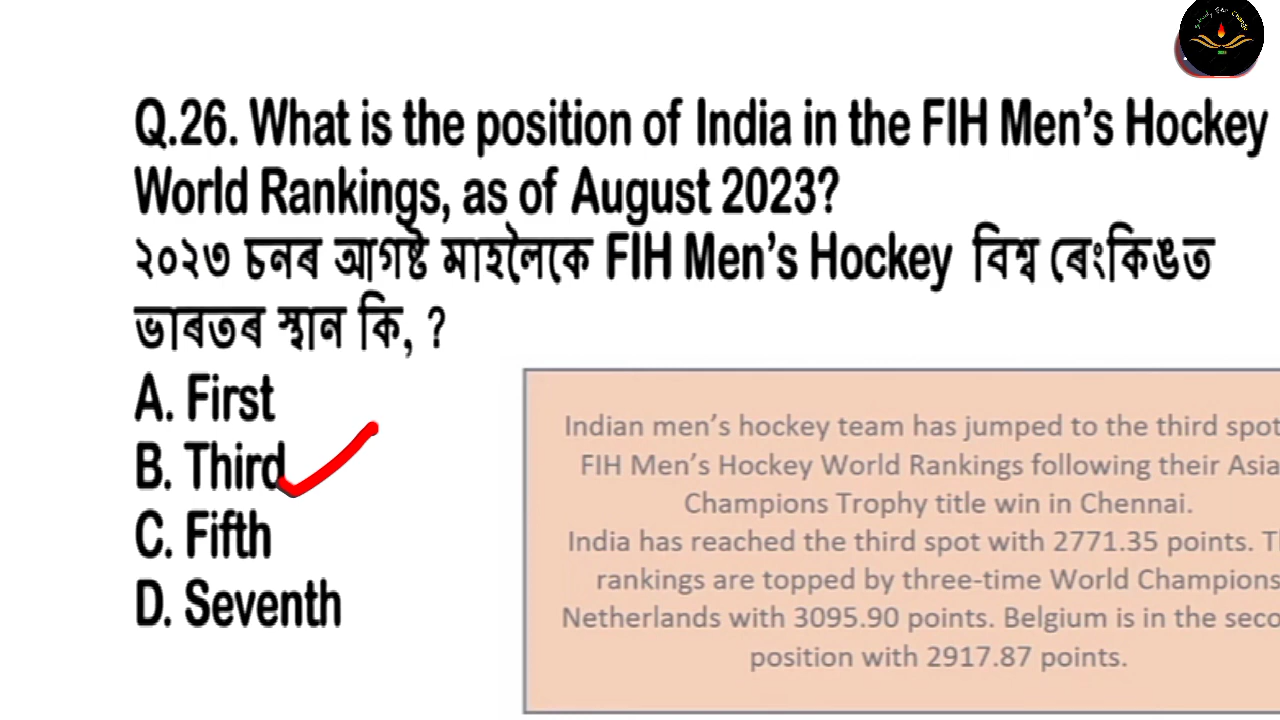 Q.26. What is the position of India in the FIH Men's Hockey
World Rankings, as of August 2023?
২০২৩ চনৰ আগষ্ট মাহলৈকে FIH Men's Hockey বিশ্ব ৰেংকিঙত
ভাৰতৰ স্থান কি, ?
A. First
B. Third
C. Fifth
D. Seventh
Indian men's hockey team has jumped to the third spot
FIH Men's Hockey World Rankings following their Asia
Champions Trophy title win in Chennai.
India has reached the third spot with 2771.35 points.
rankings are topped by three-time World Champions
Netherlands with 3095.90 points. Belgium is in the
position with 2917.87 points.